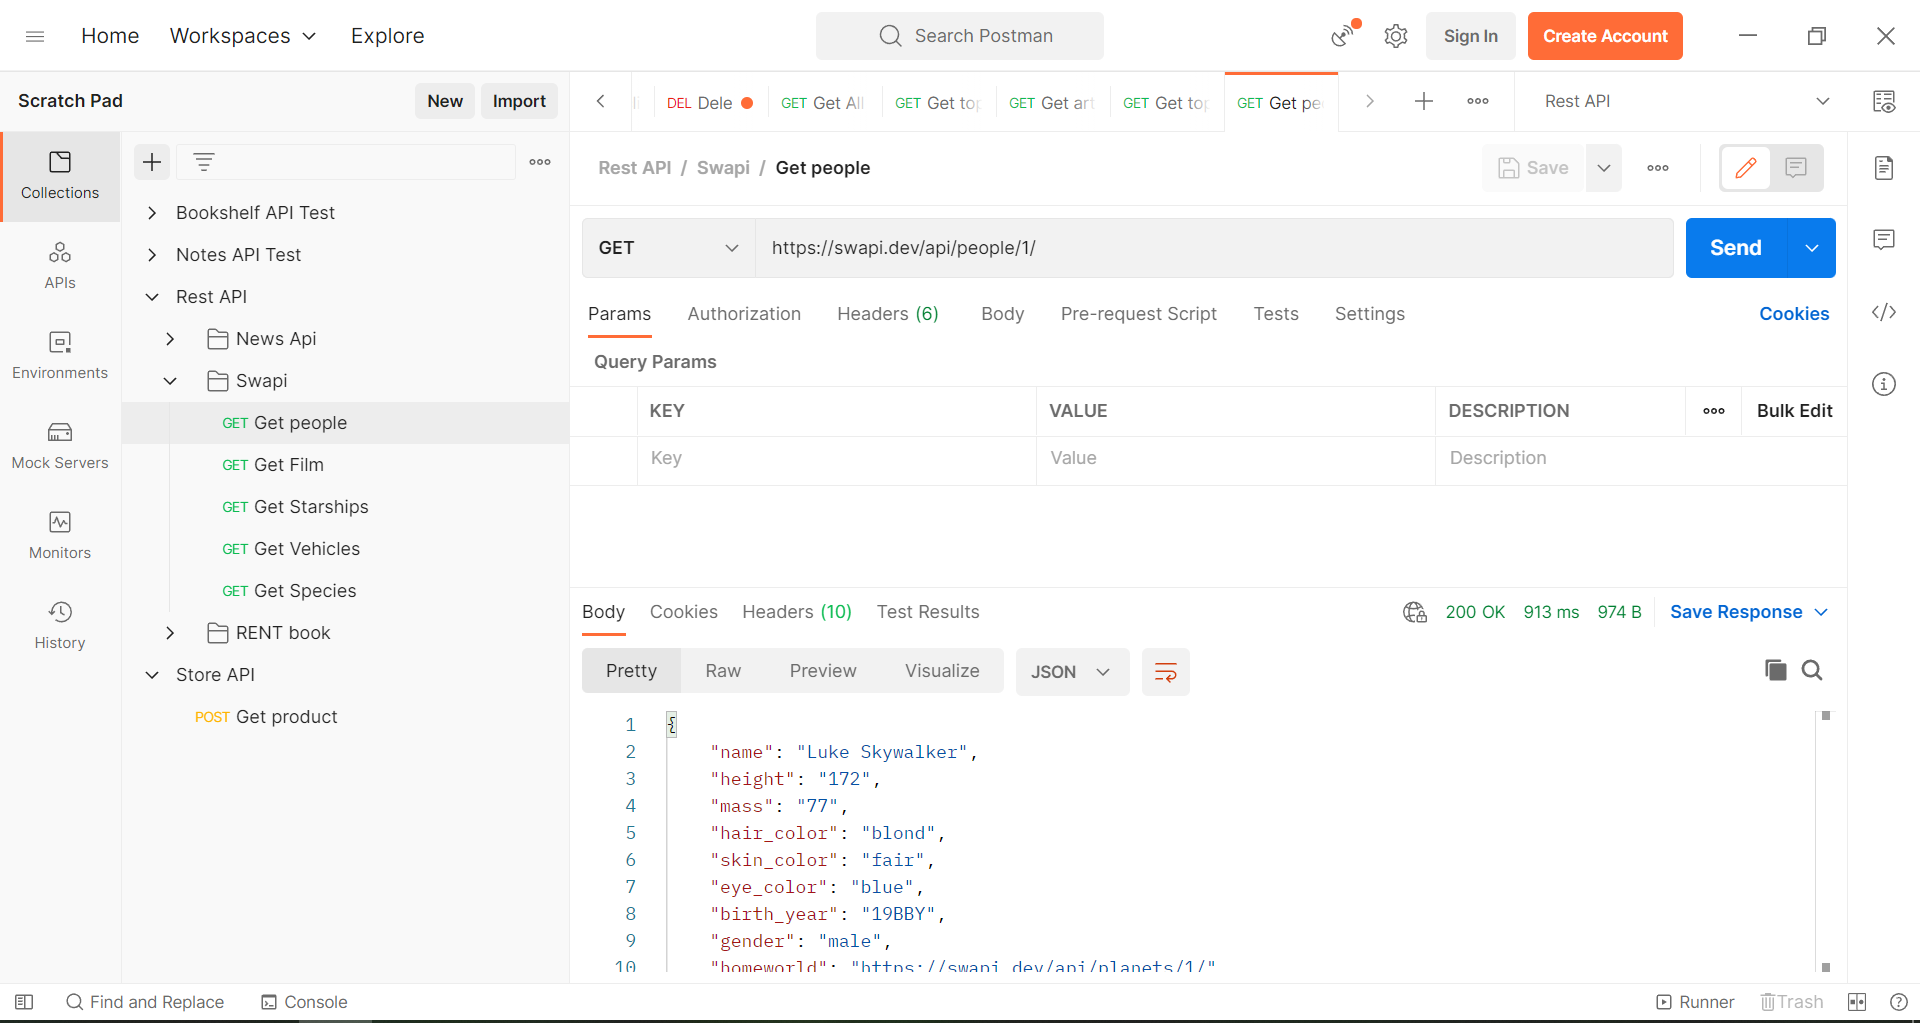 Home Workspaces Explore Search Postman Sign In Create Account
Scratch Pad New Import
DEL Dele GET Get All GET Get top GET Get art GET Get top GET Get pe Rest API
Collections
APIs
Environments
Mock Servers
Monitors
History
Bookshelf API Test
Notes API Test
Rest API
News Api
Swapi
GET Get people
GET Get Film
GET Get Starships
GET Get Vehicles
GET Get Species
RENT book
Store API
POST Get product
Rest API / Swapi / Get people Save
GET https://swapi.dev/api/people/1/ Send
Params Authorization Headers (6) Body Pre-request Script Tests Settings Cookies
Query Params
KEY VALUE DESCRIPTION Bulk Edit
Key Value Description
Body Cookies Headers (10) Test Results 200 OK 913 ms 974 B Save Response
Pretty Raw Preview Visualize JSON
1 {
2 "name": "Luke Skywalker",
3 "height": "172",
4 "mass": "77",
5 "hair_color": "blond",
6 "skin_color": "fair",
7 "eye_color": "blue",
8 "birth_year": "19BBY",
9 "gender": "male",
10 "homeworld": "https://swapi.dev/api/planets/1/"
Find and Replace Console Runner Trash